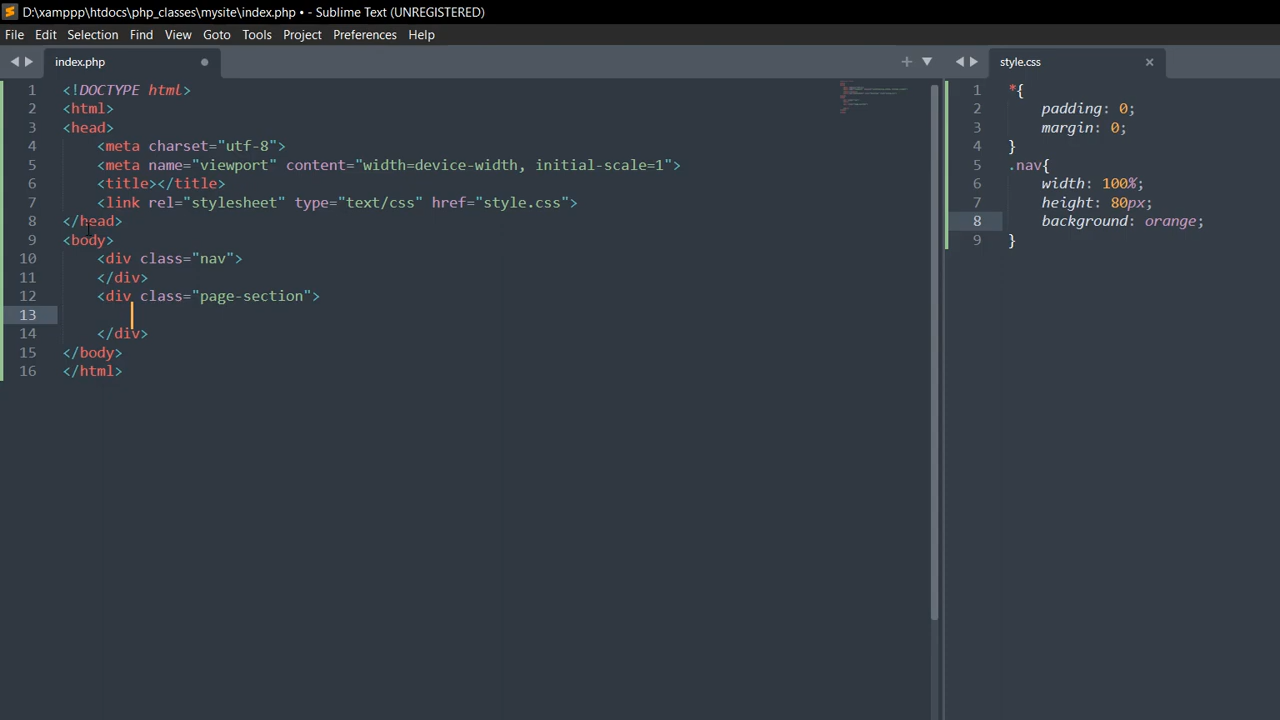 D:\xamppp\htdocs\php_classes\mysite\index.php • - Sublime Text (UNREGISTERED)
File Edit Selection Find View Goto Tools Project Preferences Help
index.php
1 <!DOCTYPE html>
2 <html>
3 <head>
4 <meta charset="utf-8">
5 <meta name="viewport" content="width=device-width, initial-scale=1">
6 <title></title>
7 <link rel="stylesheet" type="text/css" href="style.css">
8 </head>
9 <body>
10 <div class="nav">
11 </div>
12 <div class="page-section">
13
14 </div>
15 </body>
16 </html>
style.css
1 *{
2 padding: 0;
3 margin: 0;
4 }
5 .nav{
6 width: 100%;
7 height: 80px;
8 background: orange;
9 }